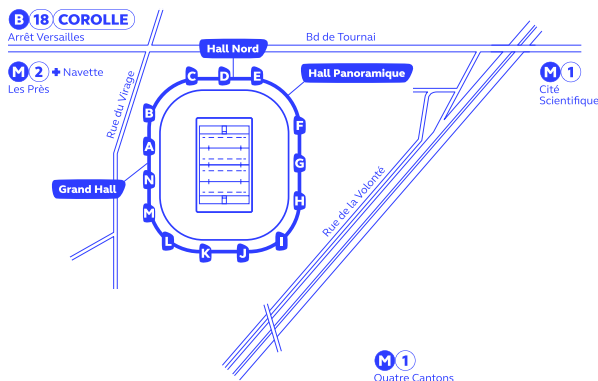 B 18 COROLLE
Arrêt Versailles
Bd de Tournai
Hall Nord
M 2 + Navette
Les Près
M 1
Cité
Scientifique
Hall Panoramique
C D E
Rue du Virage
B
F
A
G
N
Grand Hall
H
M
Rue de la Volonté
L
I
K
J
M 1
Quatre Cantons